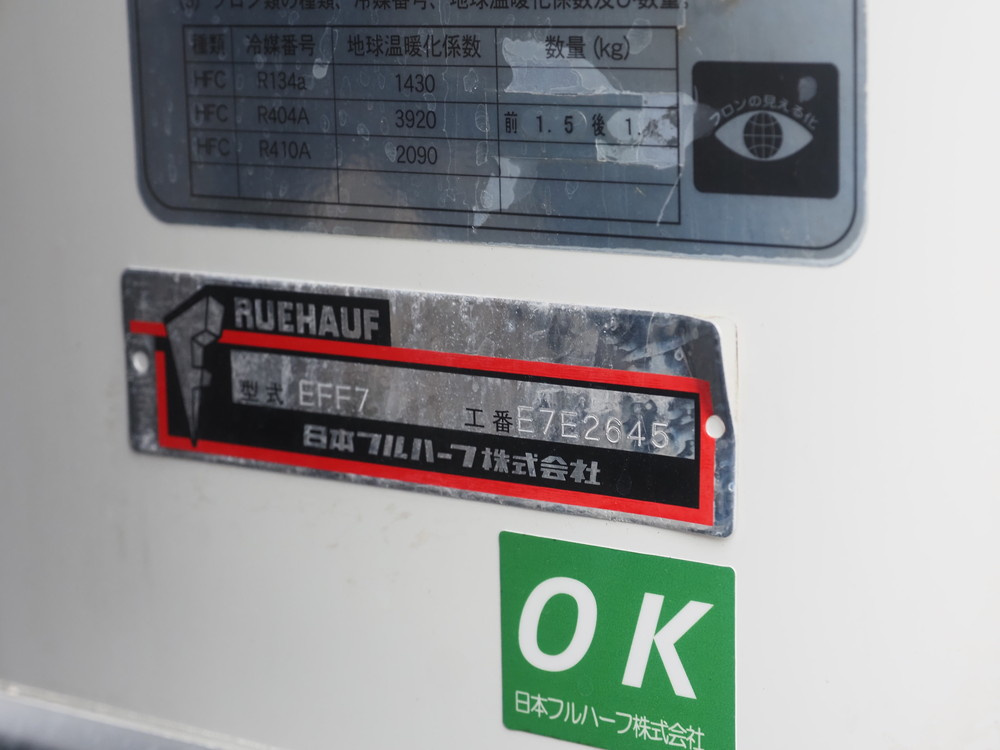 (3) フロン類の種類、冷媒番号、地球温暖化係数及び数量。
種類 冷媒番号 地球温暖化係数 数量(kg)
HFC R134a 1430
HFC R404A 3920 前 1.5 後 1.
HFC R410A 2090
フロンの見える化
RUEHAUF
型式 EFF7
工番 E7E2645
日本フルハーフ株式会社
OK
日本フルハーフ株式会社